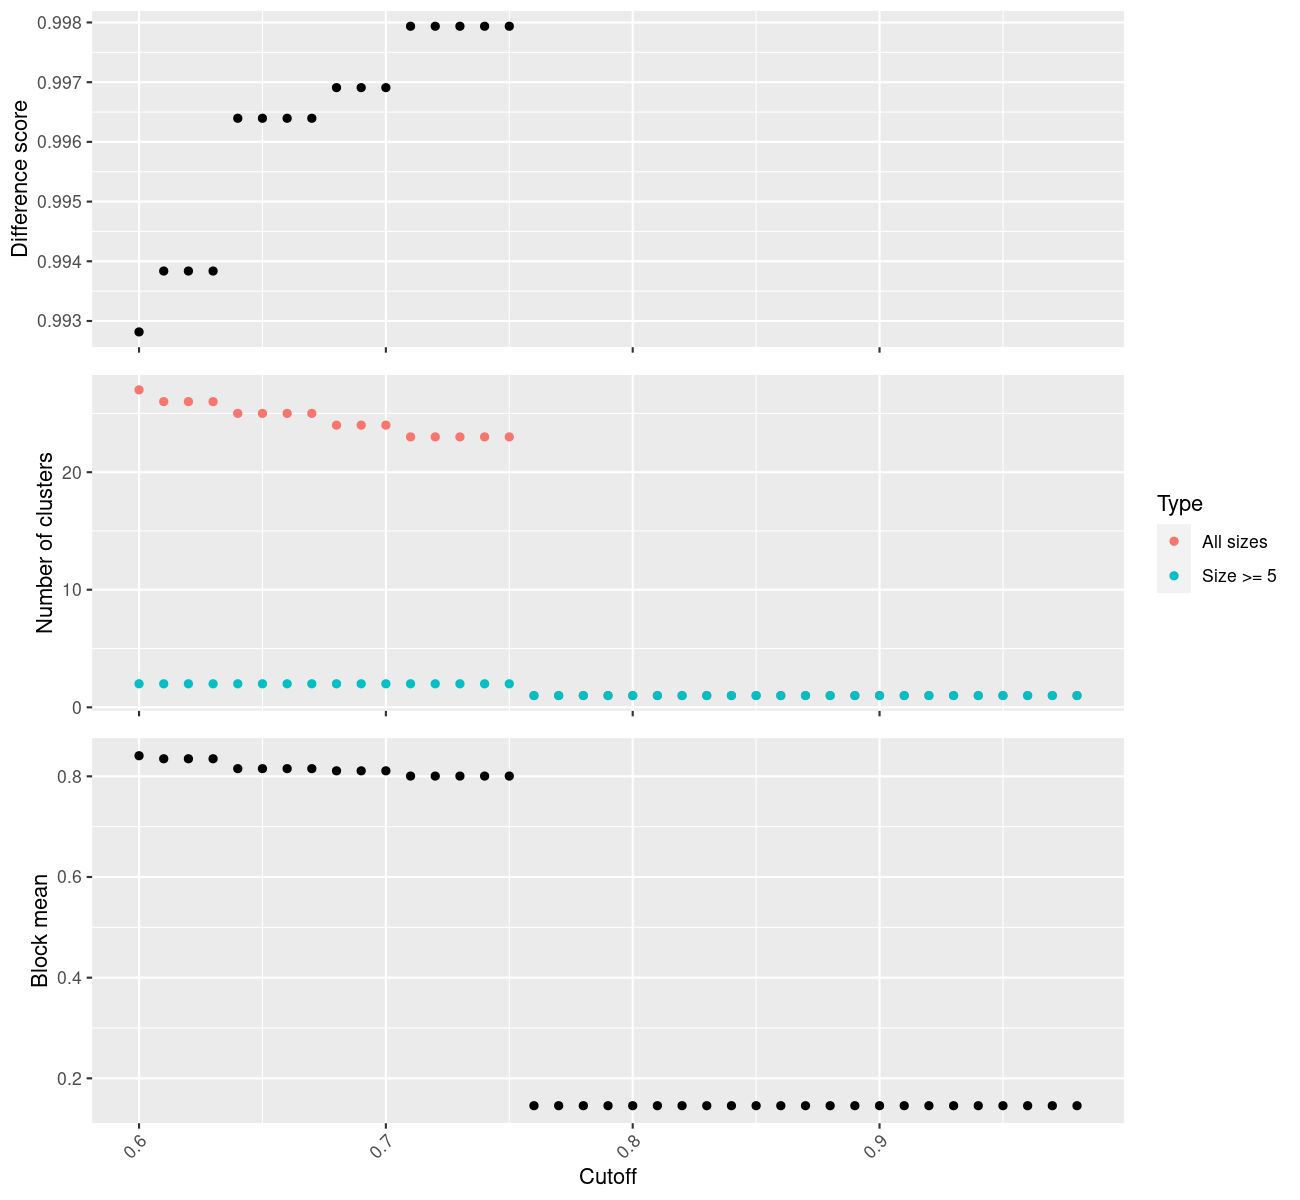 Difference score
0.998
0.997
0.996
0.995
0.994
0.993
Number of clusters
20
10
0
Type
All sizes
Size >= 5
Block mean
0.8
0.6
0.4
0.2
0.6 0.7 0.8 0.9
Cutoff